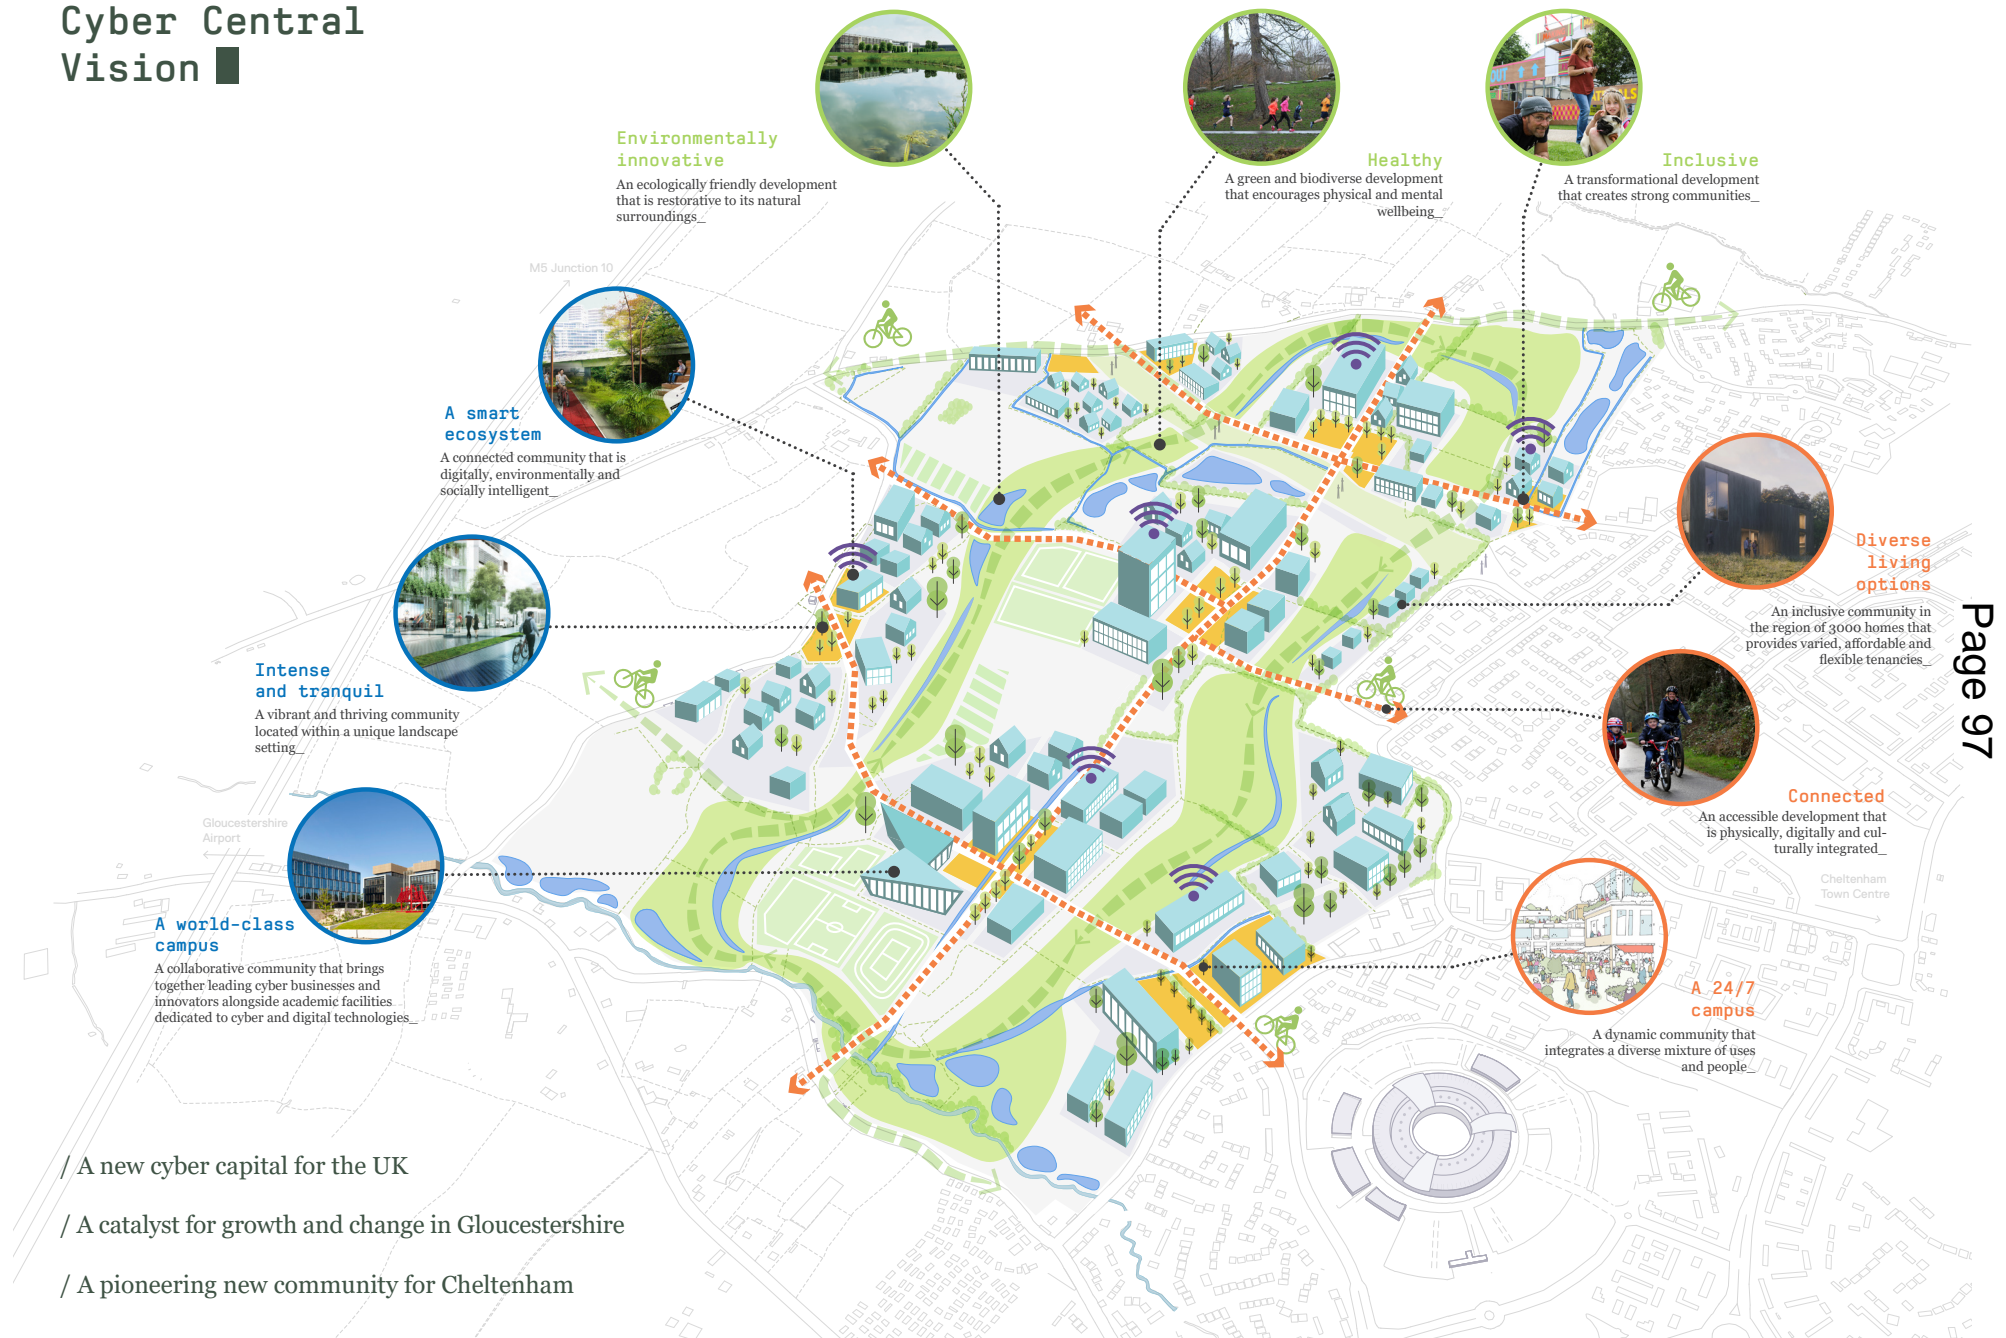 Cyber Central
Vision
Environmentally
innovative
An ecologically friendly development
that is restorative to its natural
surroundings_
Healthy
A green and biodiverse development
that encourages physical and mental
wellbeing_
Inclusive
A transformational development
that creates strong communities_
M5 Junction 10
A smart
ecosystem
A connected community that is
digitally, environmentally and
socially intelligent_
Diverse
living
options
An inclusive community in
the region of 3000 homes that
provides varied, affordable and
flexible tenancies_
Page 97
Intense
and tranquil
A vibrant and thriving community
located within a unique landscape
setting_
Connected
An accessible development that
is physically, digitally and cul-
turally integrated_
Gloucestershire
Airport
Cheltenham
Town Centre
A world-class
campus
A collaborative community that brings
together leading cyber businesses and
innovators alongside academic facilities
dedicated to cyber and digital technologies_
A 24/7
campus
A dynamic community that
integrates a diverse mixture of uses
and people_
/ A new cyber capital for the UK
/ A catalyst for growth and change in Gloucestershire
/ A pioneering new community for Cheltenham